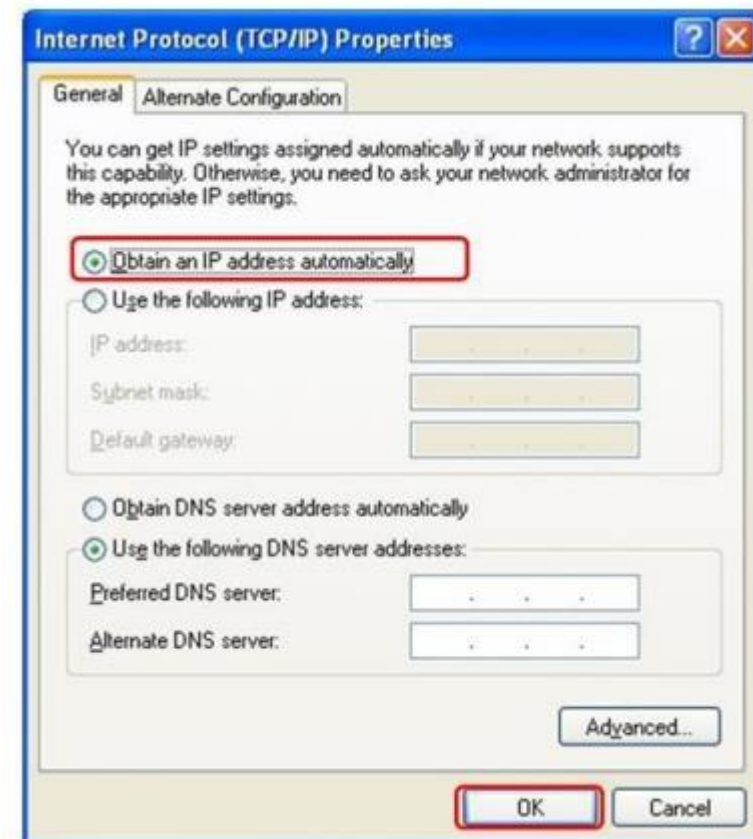 Internet Protocol (TCP/IP) Properties
General Alternate Configuration
You can get IP settings assigned automatically if your network supports
this capability. Otherwise, you need to ask your network administrator for
the appropriate IP settings.
Obtain an IP address automatically
Use the following IP address:
IP address:
Subnet mask:
Default gateway:
Obtain DNS server address automatically
Use the following DNS server addresses:
Preferred DNS server:
Alternate DNS server:
Advanced...
OK Cancel